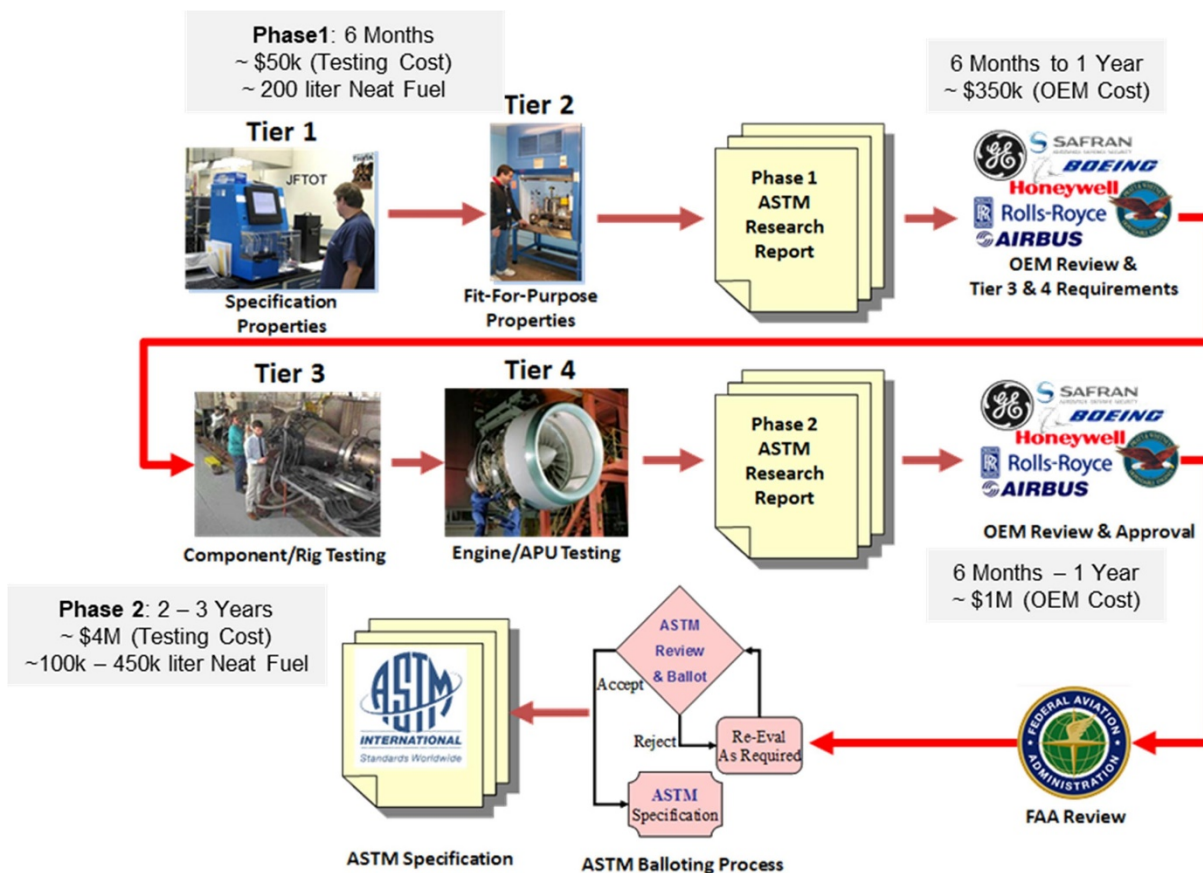 Phase1: 6 Months
~ $50k (Testing Cost)
~ 200 liter Neat Fuel
6 Months to 1 Year
~ $350k (OEM Cost)
Tier 1
Tier 2
JFTOT
Specification
Properties
Fit-For-Purpose
Properties
Phase 1
ASTM
Research
Report
SAFRAN
BOEING
Honeywell
Rolls-Royce
AIRBUS
OEM Review &
Tier 3 & 4 Requirements
Tier 3
Tier 4
Component/Rig Testing
Engine/APU Testing
Phase 2
ASTM
Research
Report
SAFRAN
BOEING
Honeywell
Rolls-Royce
AIRBUS
OEM Review & Approval
6 Months – 1 Year
~ $1M (OEM Cost)
Phase 2: 2 – 3 Years
~ $4M (Testing Cost)
~100k – 450k liter Neat Fuel
ASTM
INTERNATIONAL
Standards Worldwide
ASTM Specification
ASTM
Review
& Ballot
Accept
Reject
Re-Eval
As Required
ASTM
Specification
ASTM Balloting Process
FEDERAL AVIATION
ADMINISTRATION
FAA Review